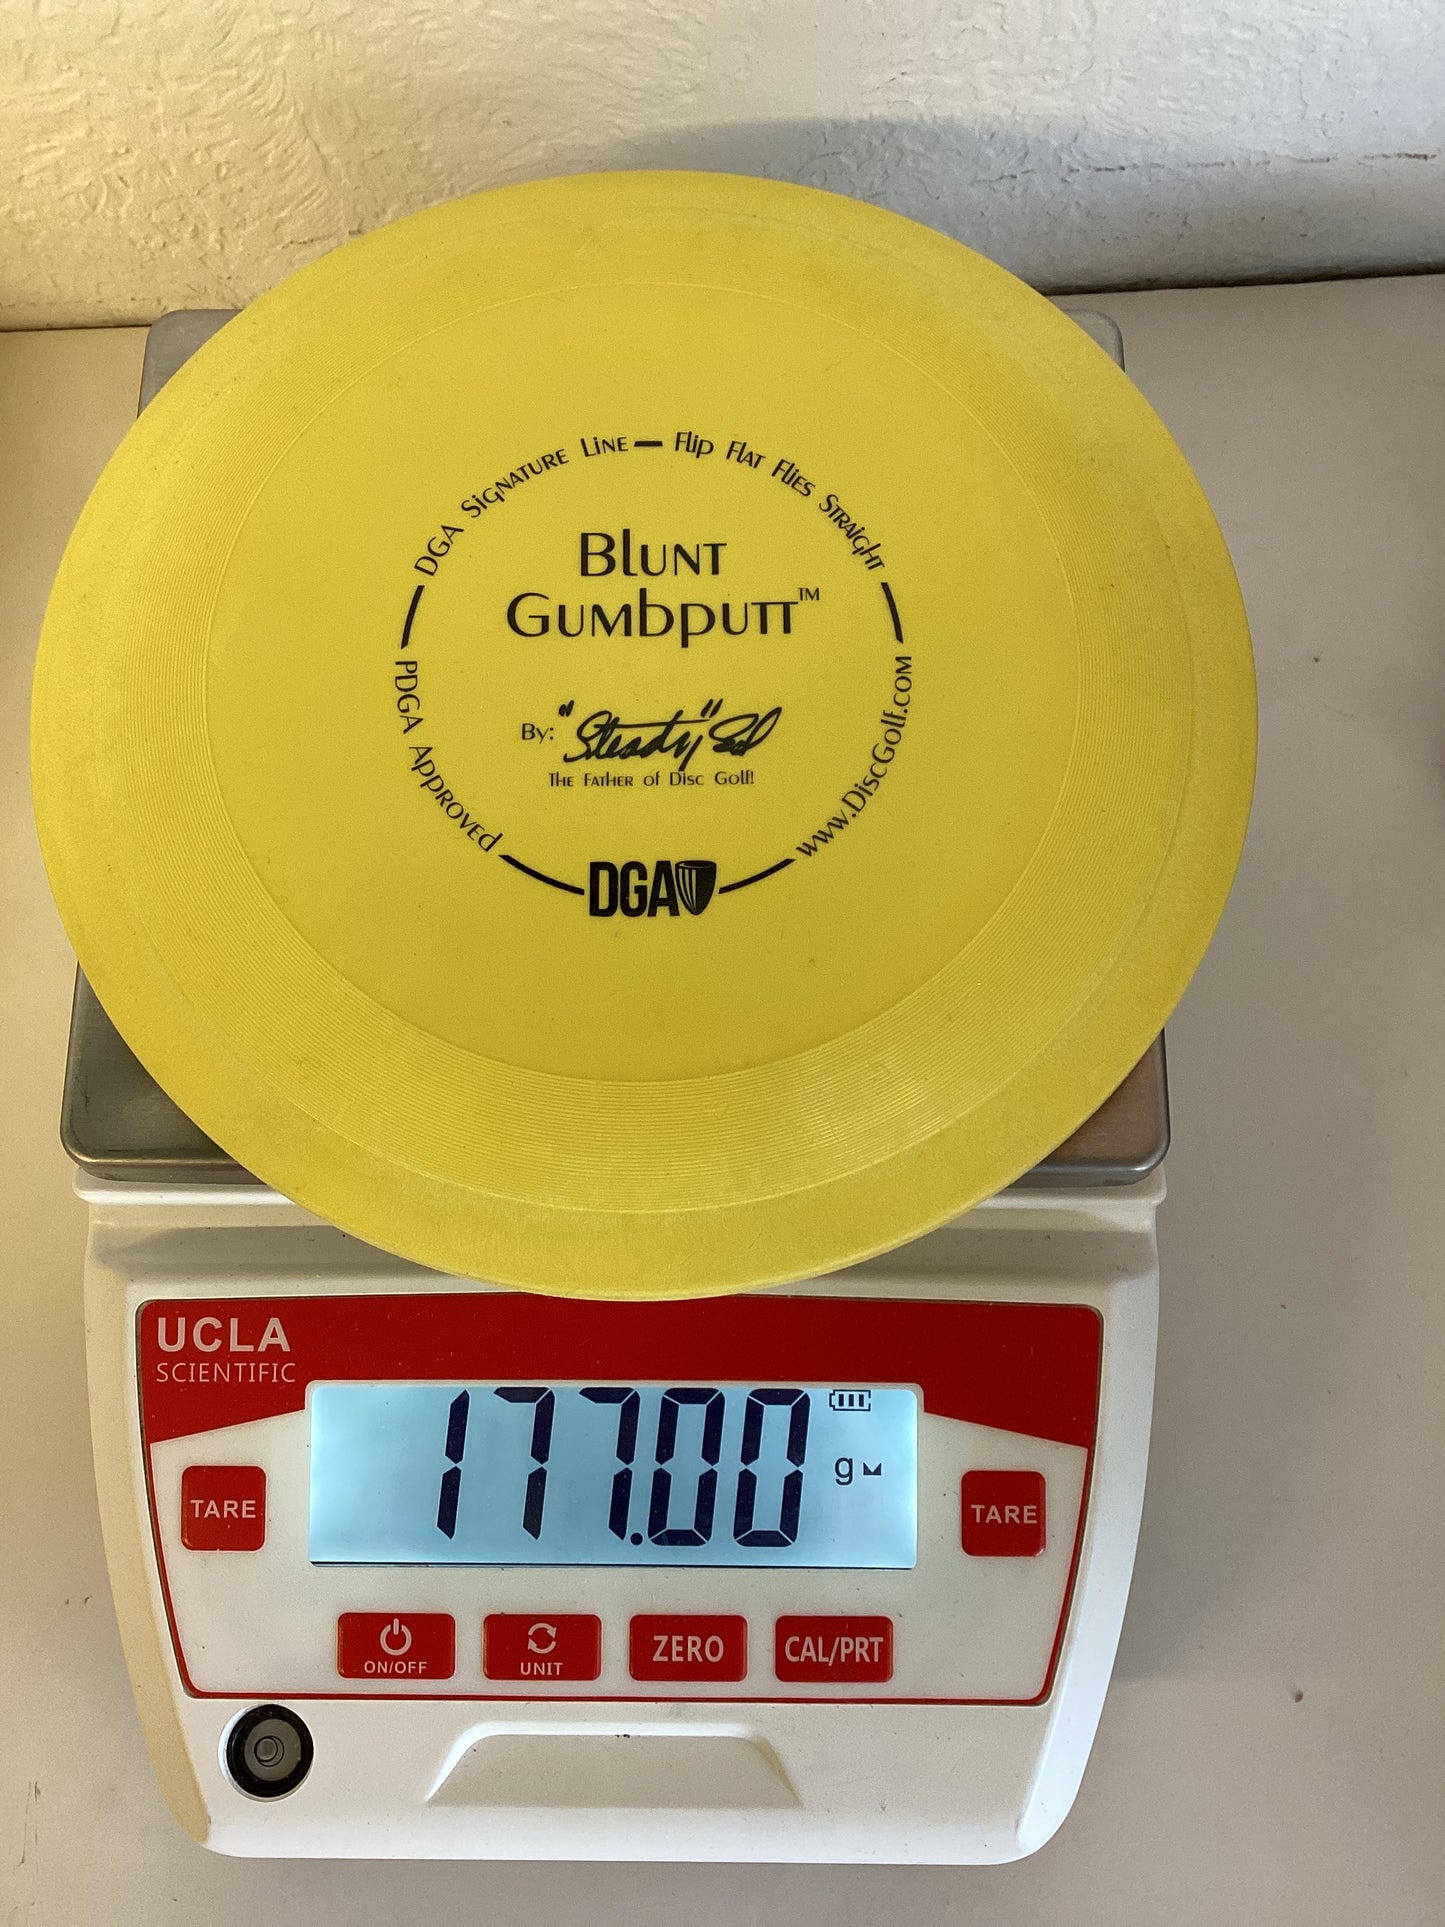 DGA Signature Line — Flip Flat Flies Straight
Blunt
Gumbputt™
By: "Steady" Ed
The Father of Disc Golf!
PDGA Approved
www.DiscGolf.com
DGA
UCLA
SCIENTIFIC
177.00 g
TARE
TARE
ON/OFF
UNIT
ZERO
CAL/PRT